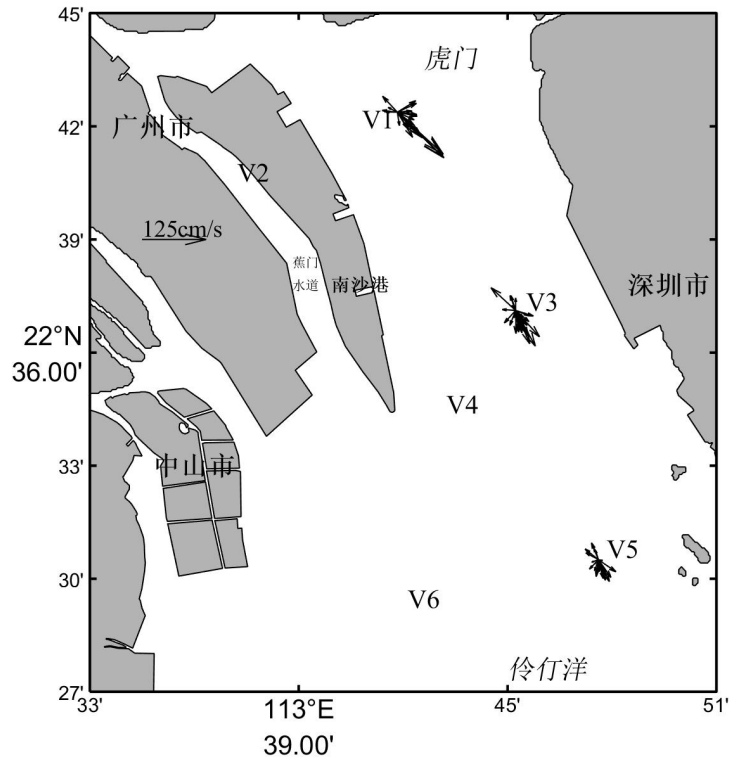 45'
虎门
V1
42'
广州市
V2
125cm/s
39'
蕉门
水道
南沙港
深圳市
V3
22°N
36.00'
V4
33'
中山市
V5
30'
V6
伶仃洋
27'
33'
113°E
39.00'
45'
51'